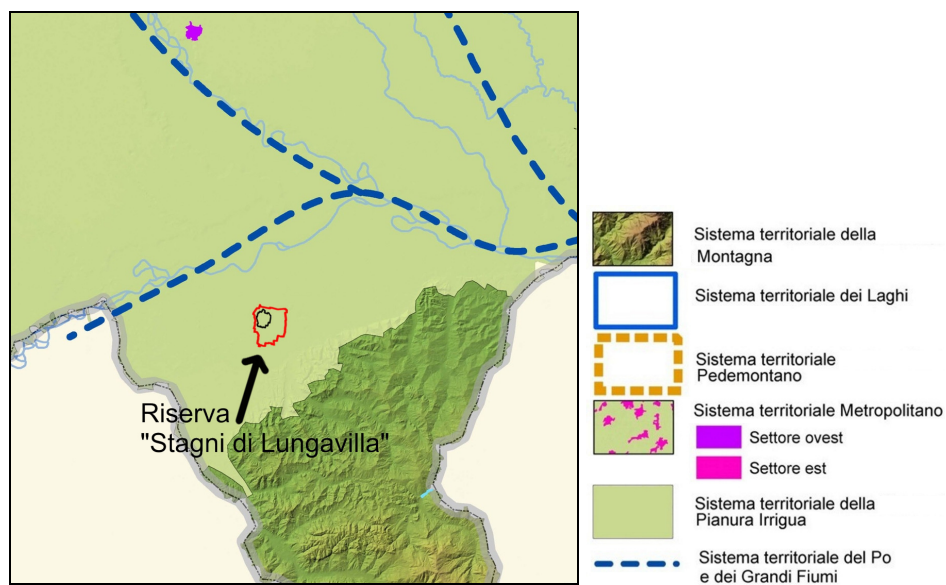 Riserva
"Stagni di Lungavilla"
Sistema territoriale della
Montagna
Sistema territoriale dei Laghi
Sistema territoriale
Pedemontano
Sistema territoriale Metropolitano
Settore ovest
Settore est
Sistema territoriale della
Pianura Irrigua
Sistema territoriale del Po
e dei Grandi Fiumi